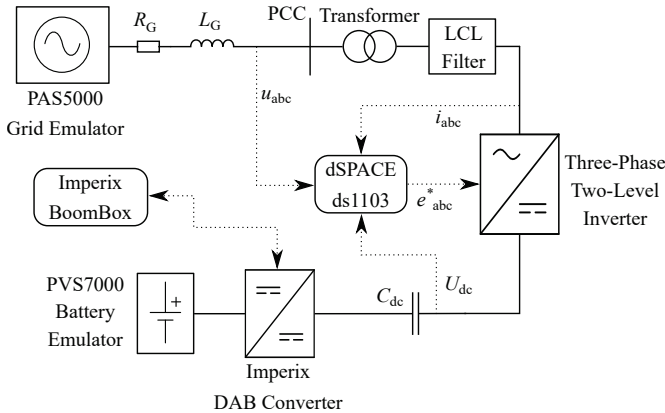 R_G
L_G
PCC
Transformer
LCL
Filter
PAS5000
Grid Emulator
u_abc
i_abc
dSPACE
ds1103
e*_abc
Three-Phase
Two-Level
Inverter
Imperix
BoomBox
PVS7000
Battery
Emulator
+
C_dc
U_dc
Imperix
DAB Converter